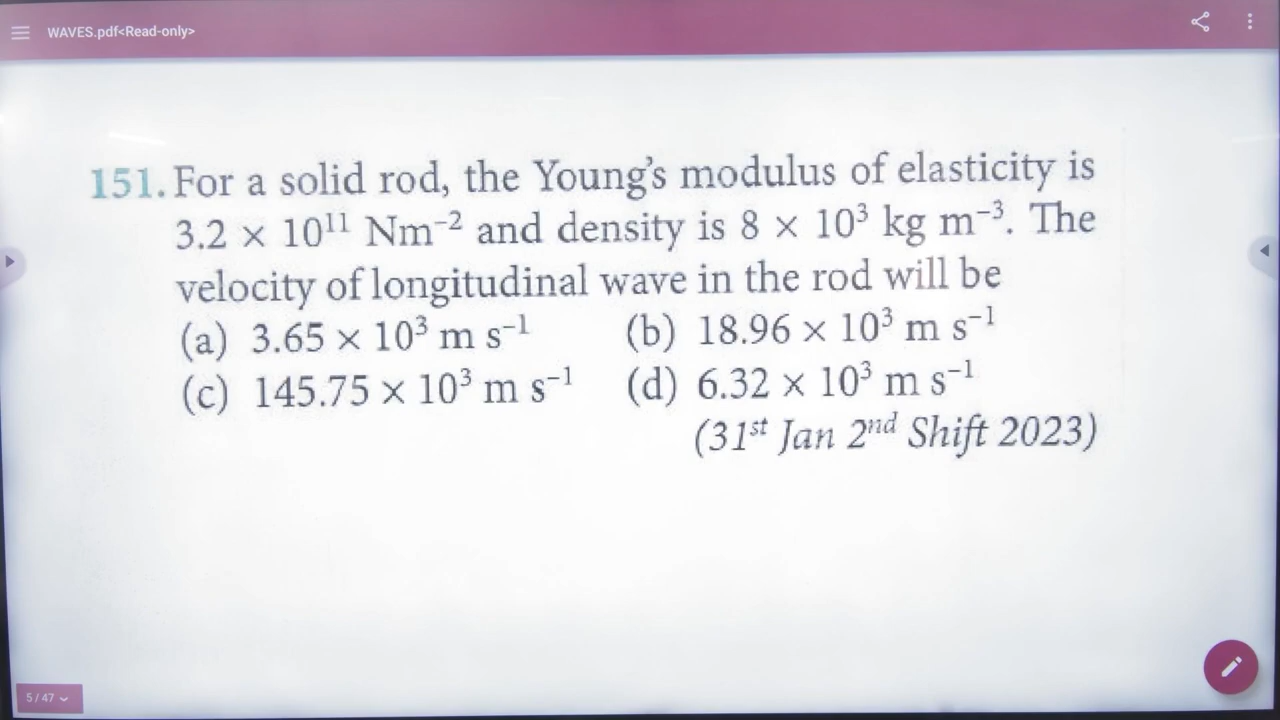 WAVES.pdf<Read-only>
151. For a solid rod, the Young's modulus of elasticity is
3.2 × 10¹¹ Nm⁻² and density is 8 × 10³ kg m⁻³. The
velocity of longitudinal wave in the rod will be
(a) 3.65 × 10³ m s⁻¹ (b) 18.96 × 10³ m s⁻¹
(c) 145.75 × 10³ m s⁻¹ (d) 6.32 × 10³ m s⁻¹
(31ˢᵗ Jan 2ⁿᵈ Shift 2023)
5 / 47